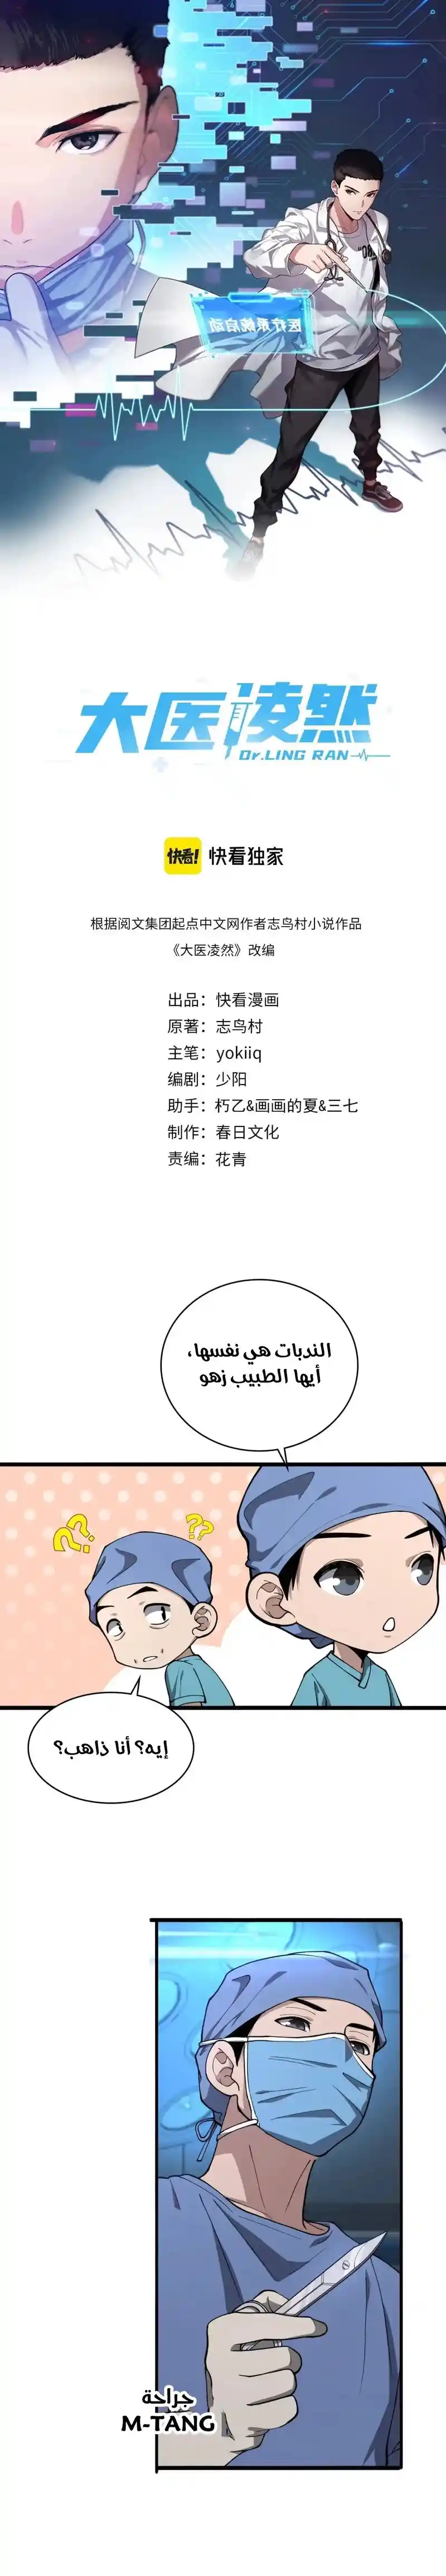 医疗系统启动
大医凌然
Dr.LING RAN
快看! 快看独家
根据阅文集团起点中文网作者志鸟村小说作品
《大医凌然》改编
出品：快看漫画
原著：志鸟村
主笔：yokiiq
编剧：少阳
助手：朽乙&画画的夏&三七
制作：春日文化
责编：花青
الندبات هي نفسها،
أيها الطبيب زهو
??
??
إيه؟ أنا ذاهب؟
جراحة
M-TANG